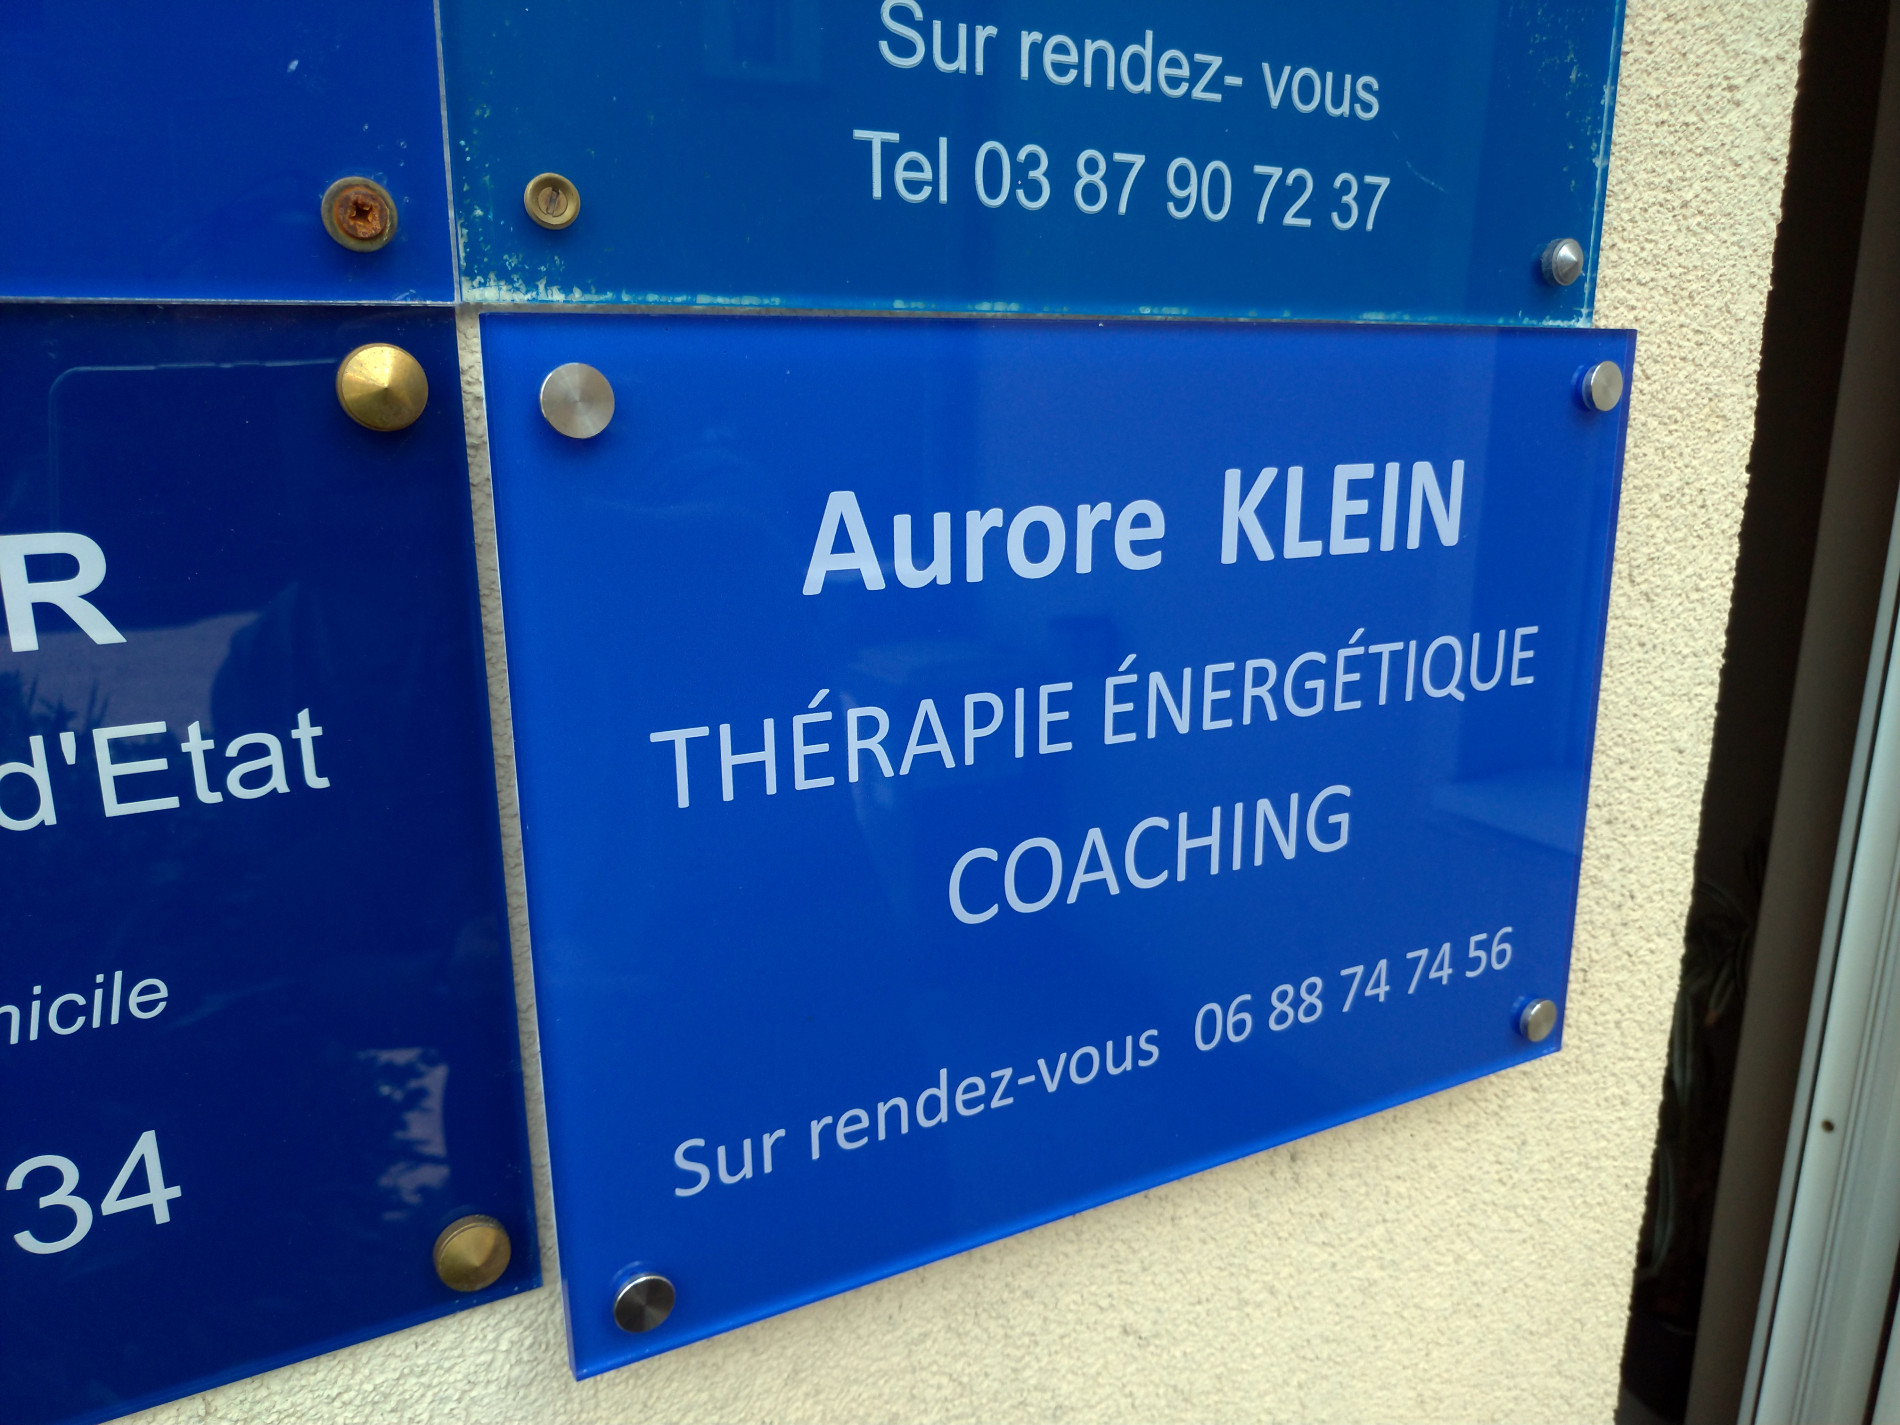 Sur rendez- vous
Tel 03 87 90 72 37
R
d'Etat
34
Aurore KLEIN
THÉRAPIE ÉNERGÉTIQUE
COACHING
Sur rendez-vous 06 88 74 74 56